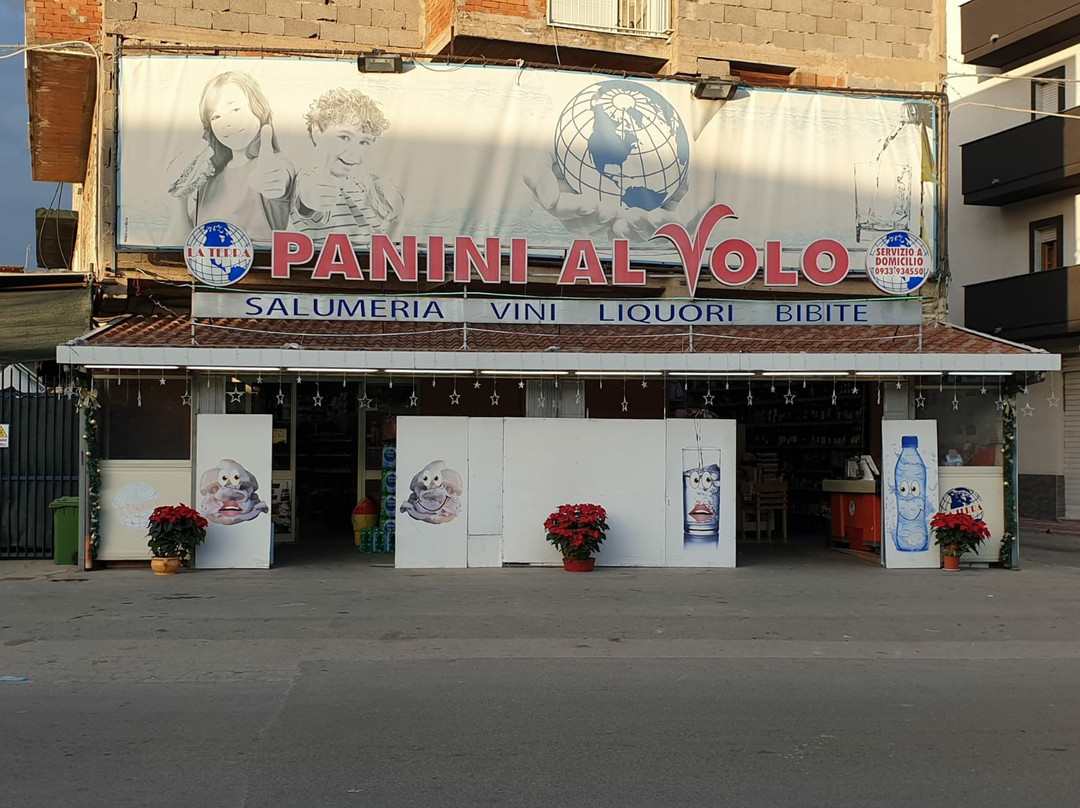 LA TERRA
PANINI AL VOLO
SERVIZIO A
DOMICILIO
0933 934550
SALUMERIA VINI LIQUORI BIBITE